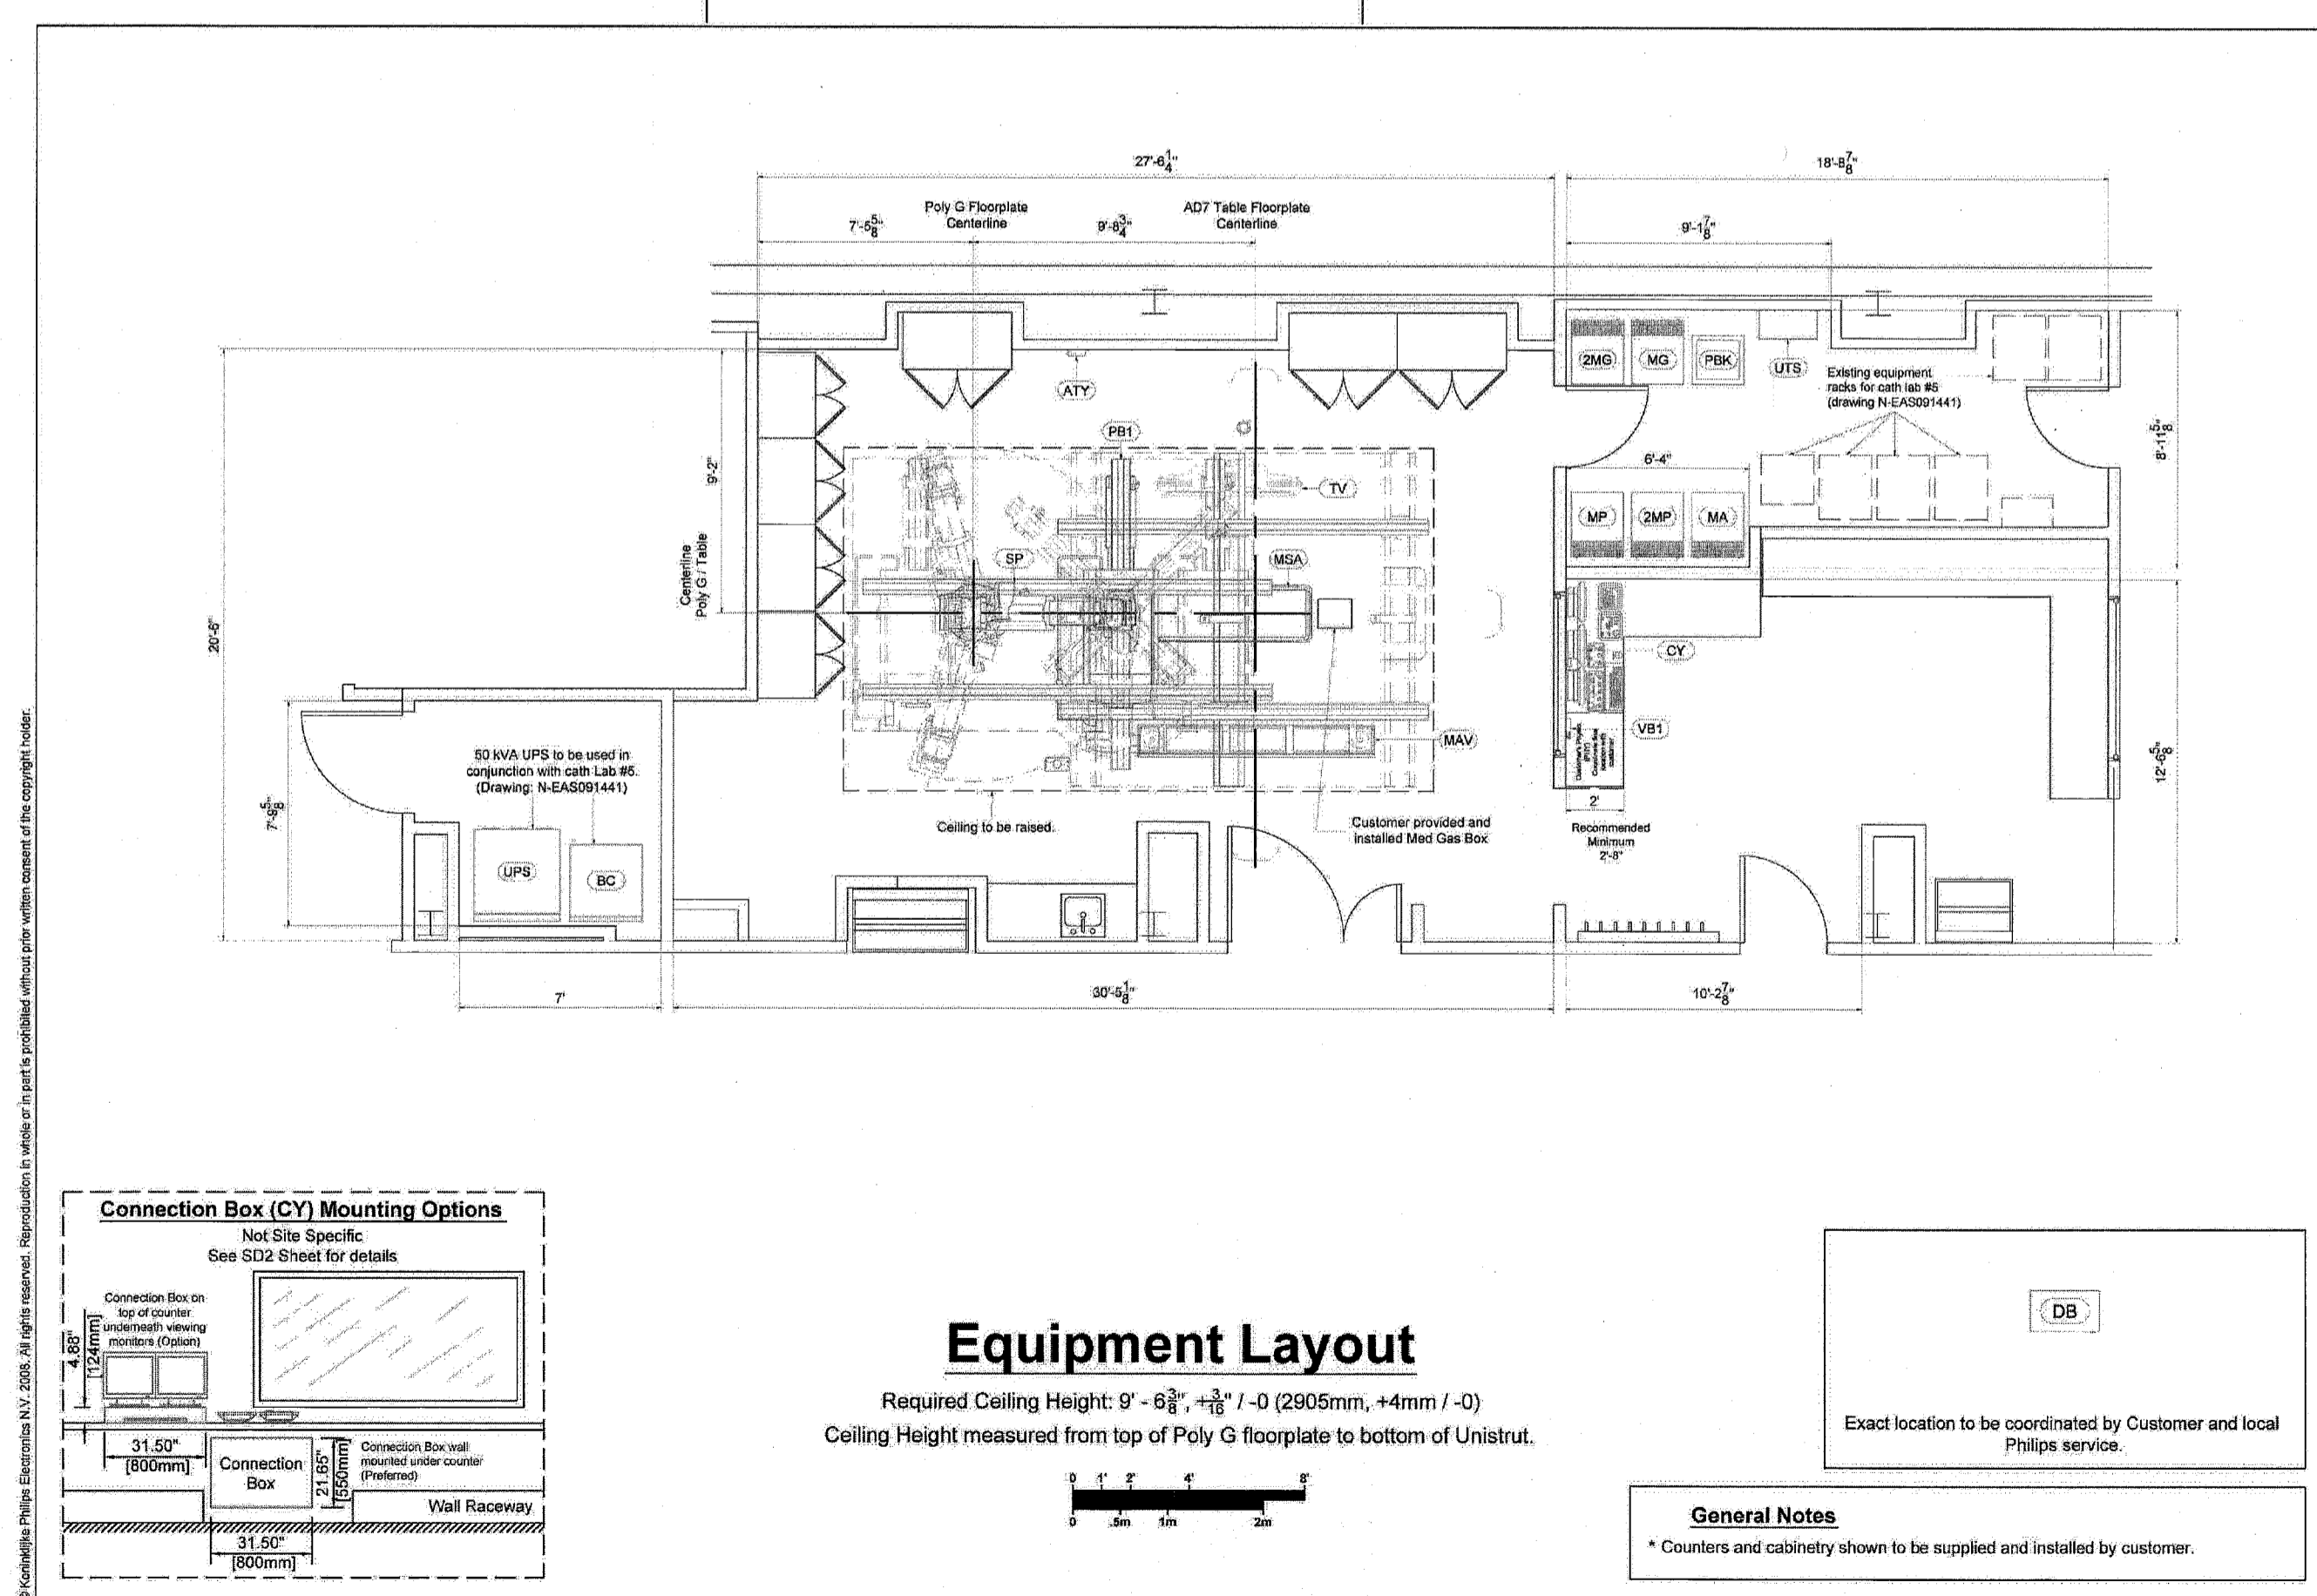 27'-6 1/4"
18'-8 7/8"
Poly G Floorplate
Centerline
AD7 Table Floorplate
Centerline
7'-5 5/8"
9'-8 3/4"
9'-1 7/8"
2MG
MG
PBK
UTS
Existing equipment
racks for cath lab #5
(drawing N-EAS091441)
ATY
PB1
TV
9'-2"
Centerline
Poly G / Table
6'-4"
8'-11 5/8"
MP
2MP
MA
SP
MSA
20'-6"
CY
VB1
MAV
50 kVA UPS to be used in
conjunction with cath Lab #5.
(Drawing: N-EAS091441)
7'-9 5/8"
12'-6 5/8"
2'
Recommended
Minimum
2'-8"
Ceiling to be raised.
Customer provided and
installed Med Gas Box
UPS
BC
7'
30'-5 1/8"
10'-2 7/8"
© Koninklijke Philips Electronics N.V. 2008. All rights reserved. Reproduction in whole or in part is prohibited without prior written consent of the copyright holder.
Connection Box (CY) Mounting Options
Not Site Specific
See SD2 Sheet for details
Connection Box on
top of counter
underneath viewing
monitors (Option)
4.88"
[124mm]
31.50"
[800mm]
Connection
Box
21.65"
[550mm]
Connection Box wall
mounted under counter
(Preferred)
Wall Raceway
31.50"
[800mm]
Equipment Layout
Required Ceiling Height: 9' - 6 3/8", + 3/16" / -0 (2905mm, +4mm / -0)
Ceiling Height measured from top of Poly G floorplate to bottom of Unistrut.
0 1' 2' 4' 8'
0 .5m 1m 2m
DB
Exact location to be coordinated by Customer and local
Philips service.
General Notes
* Counters and cabinetry shown to be supplied and installed by customer.